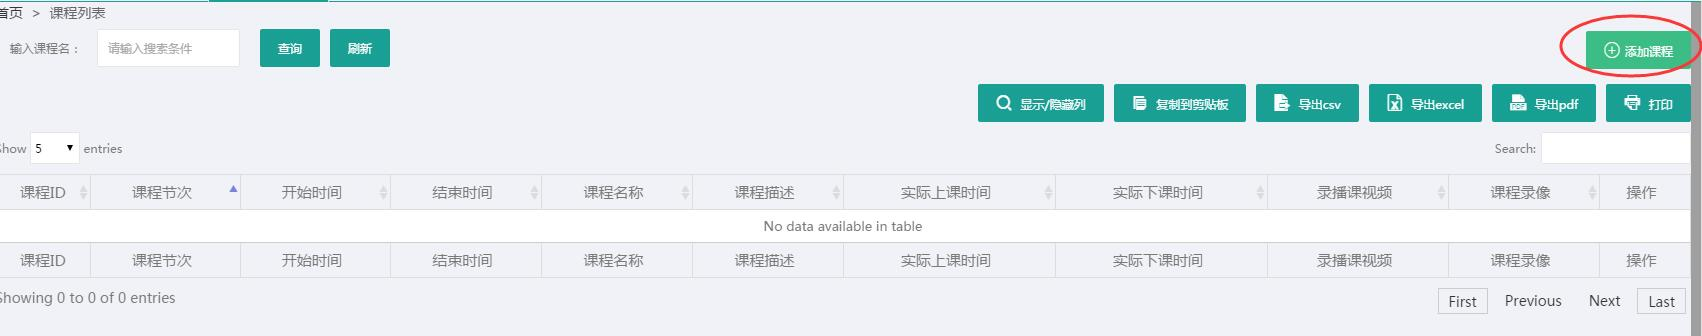 首页 > 课程列表
输入课程名： 请输入搜索条件 查询 刷新 添加课程
显示/隐藏列 复制到剪贴板 导出csv 导出excel 导出pdf 打印
Show 5 entries Search:
课程ID 课程节次 开始时间 结束时间 课程名称 课程描述 实际上课时间 实际下课时间 录播课视频 课程录像 操作
No data available in table
课程ID 课程节次 开始时间 结束时间 课程名称 课程描述 实际上课时间 实际下课时间 录播课视频 课程录像 操作
Showing 0 to 0 of 0 entries First Previous Next Last